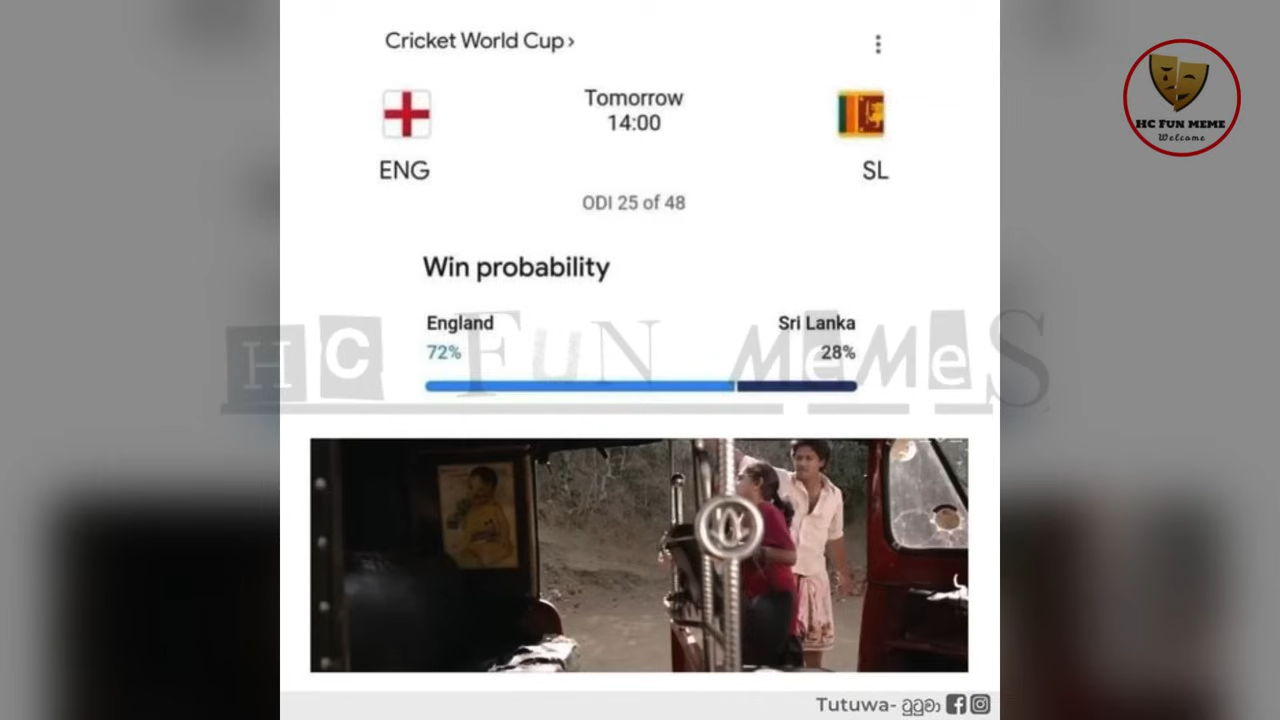 Cricket World Cup ›
Tomorrow
14:00
ENG
SL
ODI 25 of 48
Win probability
England
Sri Lanka
72%
28%
HC FUN MeMeS
HC FUN MEME
Welcome
Tutuwa- ටුටුවා